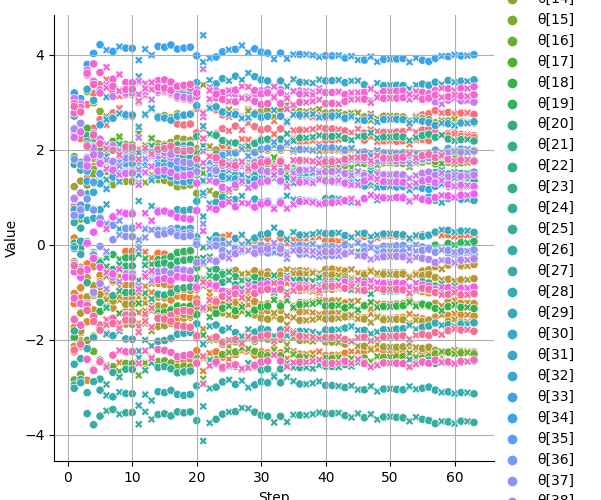 θ[14]
θ[15]
θ[16]
θ[17]
θ[18]
θ[19]
θ[20]
θ[21]
θ[22]
θ[23]
θ[24]
θ[25]
θ[26]
θ[27]
θ[28]
θ[29]
θ[30]
θ[31]
θ[32]
θ[33]
θ[34]
θ[35]
θ[36]
θ[37]
θ[38]
Value
4
2
0
−2
−4
0
10
20
30
40
50
60
Step